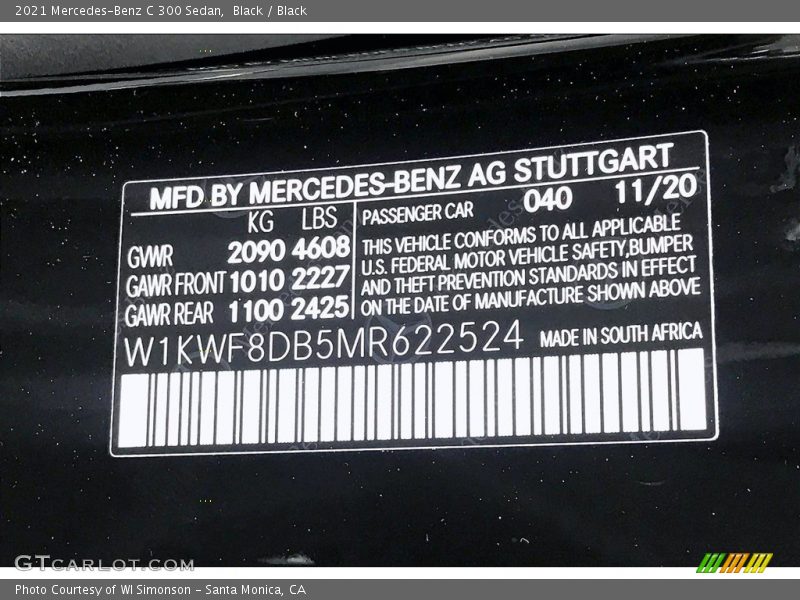 2021 Mercedes-Benz C 300 Sedan, Black / Black
MFD BY MERCEDES-BENZ AG STUTTGART
KG LBS
GWR 2090 4608
GAWR FRONT 1010 2227
GAWR REAR 1100 2425
PASSENGER CAR 040 11/20
THIS VEHICLE CONFORMS TO ALL APPLICABLE
U.S. FEDERAL MOTOR VEHICLE SAFETY,BUMPER
AND THEFT PREVENTION STANDARDS IN EFFECT
ON THE DATE OF MANUFACTURE SHOWN ABOVE
W1KWF8DB5MR622524 MADE IN SOUTH AFRICA
GTCARLOT.COM
Photo Courtesy of WI Simonson - Santa Monica, CA